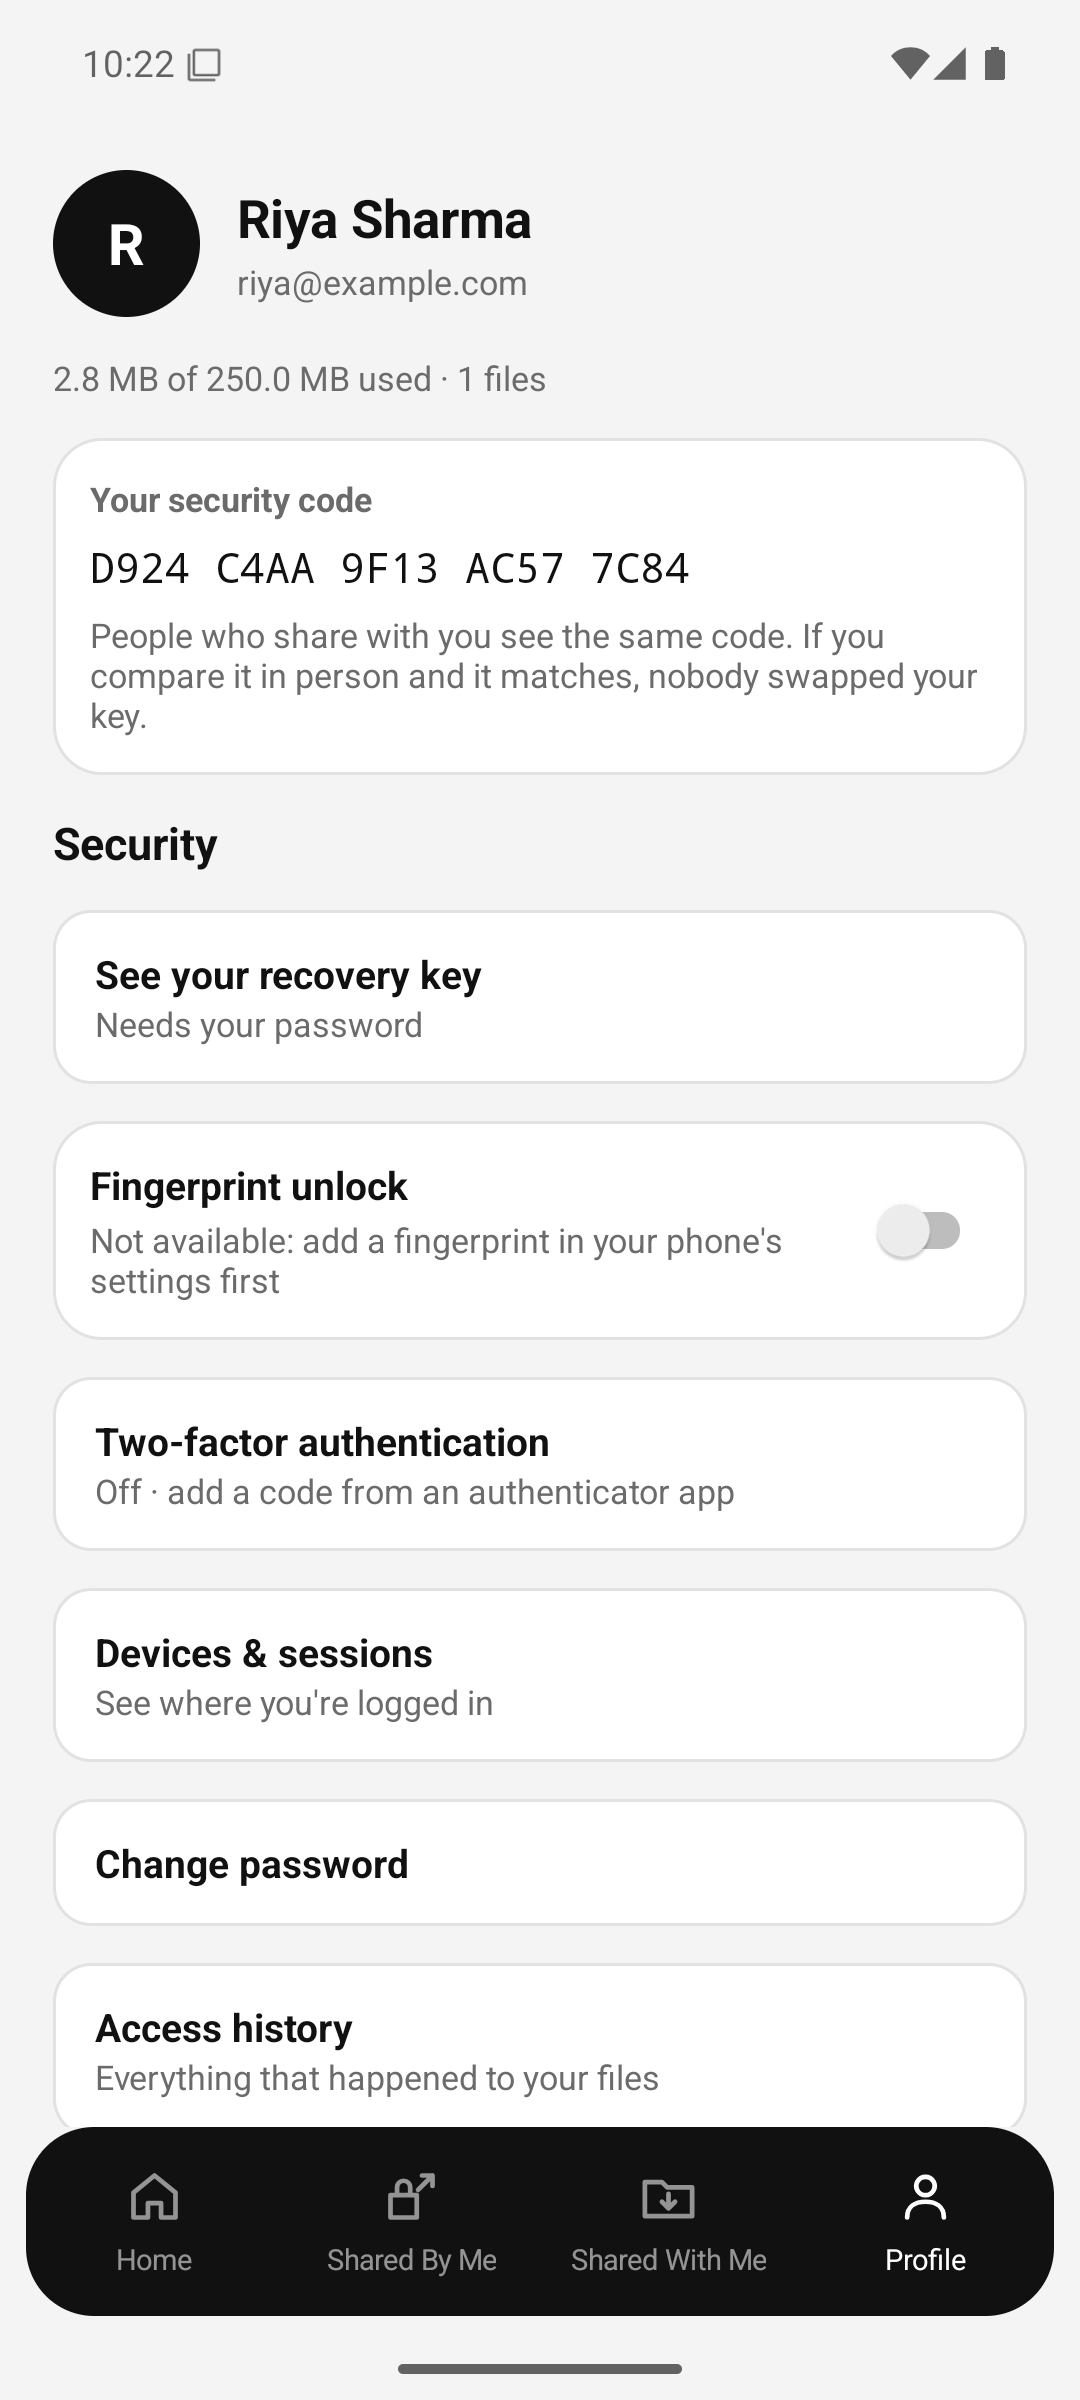 10:22
R
Riya Sharma
riya@example.com
2.8 MB of 250.0 MB used · 1 files
Your security code
D924 C4AA 9F13 AC57 7C84
People who share with you see the same code. If you
compare it in person and it matches, nobody swapped your
key.
Security
See your recovery key
Needs your password
Fingerprint unlock
Not available: add a fingerprint in your phone's
settings first
Two-factor authentication
Off · add a code from an authenticator app
Devices & sessions
See where you're logged in
Change password
Access history
Everything that happened to your files
Home
Shared By Me
Shared With Me
Profile